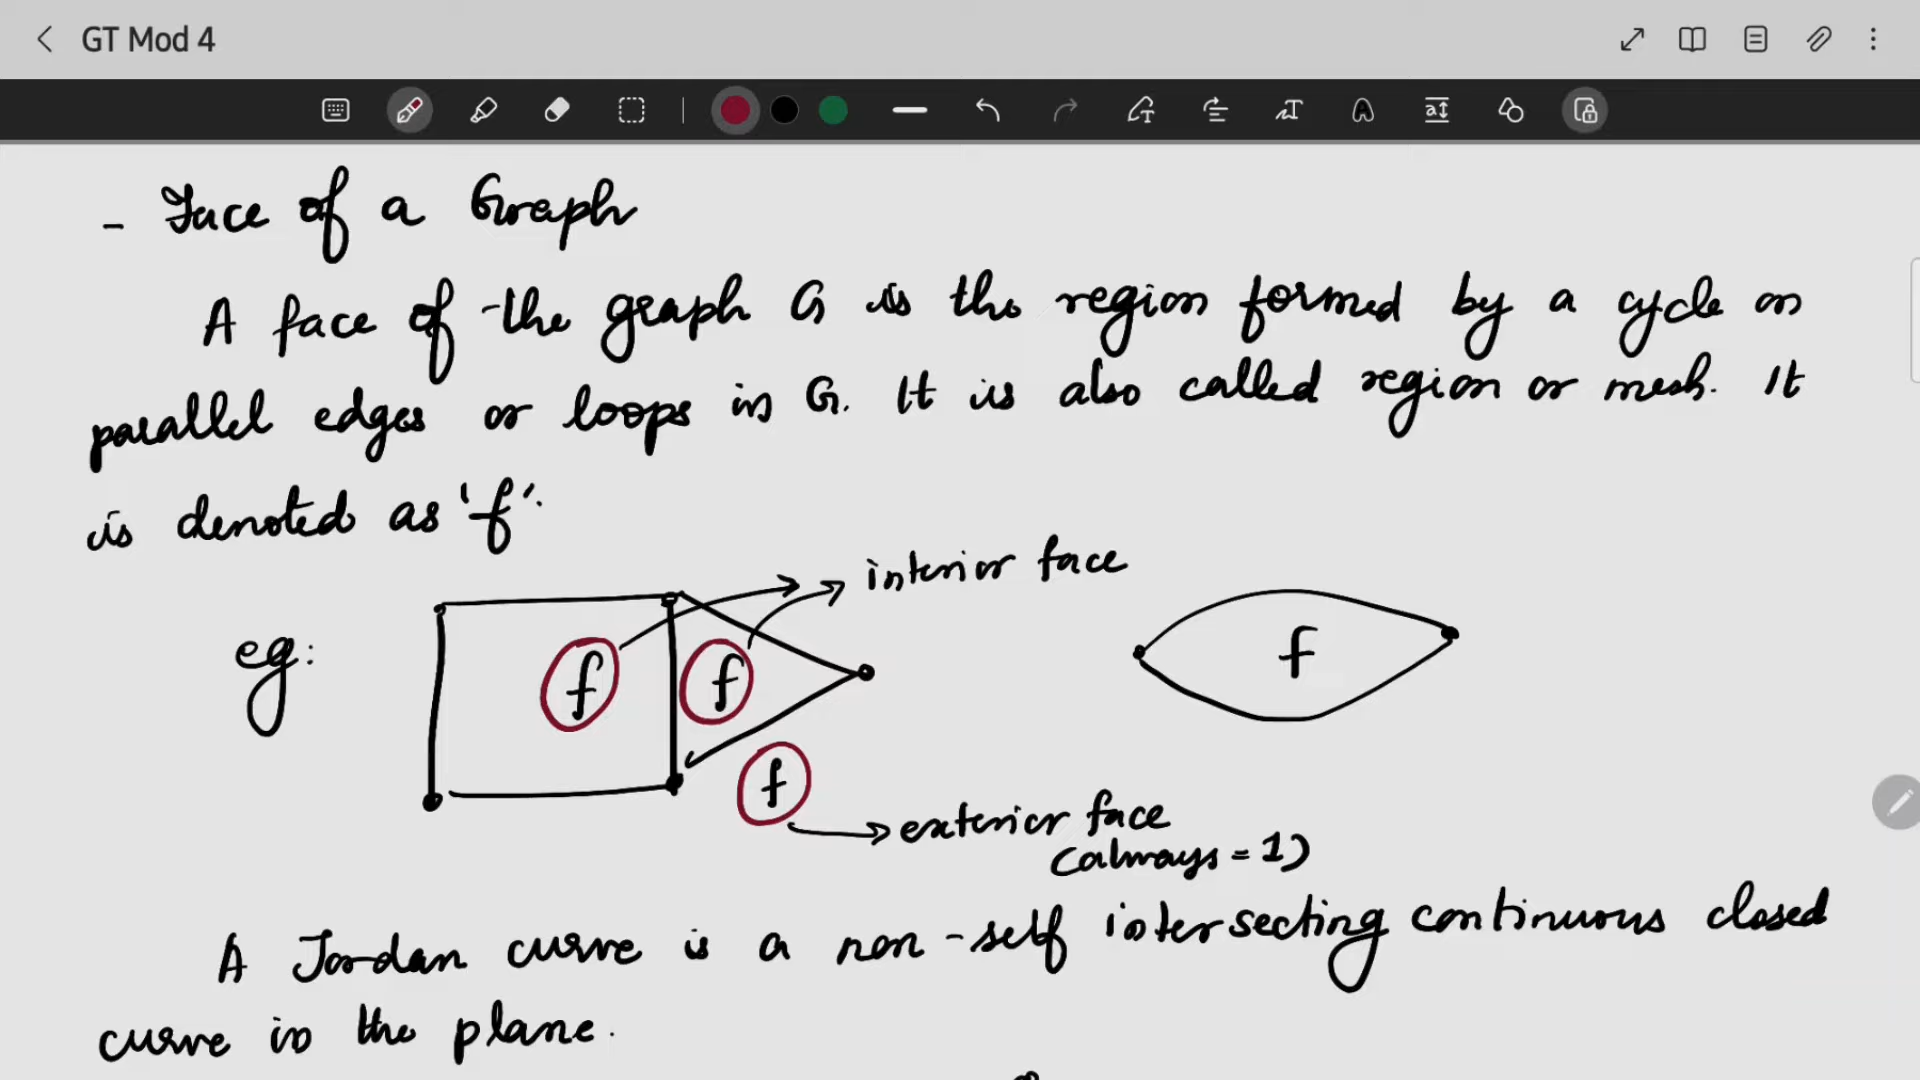 GT Mod 4
- Face of a Graph
A face of the graph G is the region formed by a cycle or
parallel edges or loops in G. It is also called region or mesh. It
is denoted as 'f'.
interior face
eg:
f
f
f
f
exterior face
(always = 1)
A Jordan curve is a non-self intersecting continuous closed
curve in the plane.